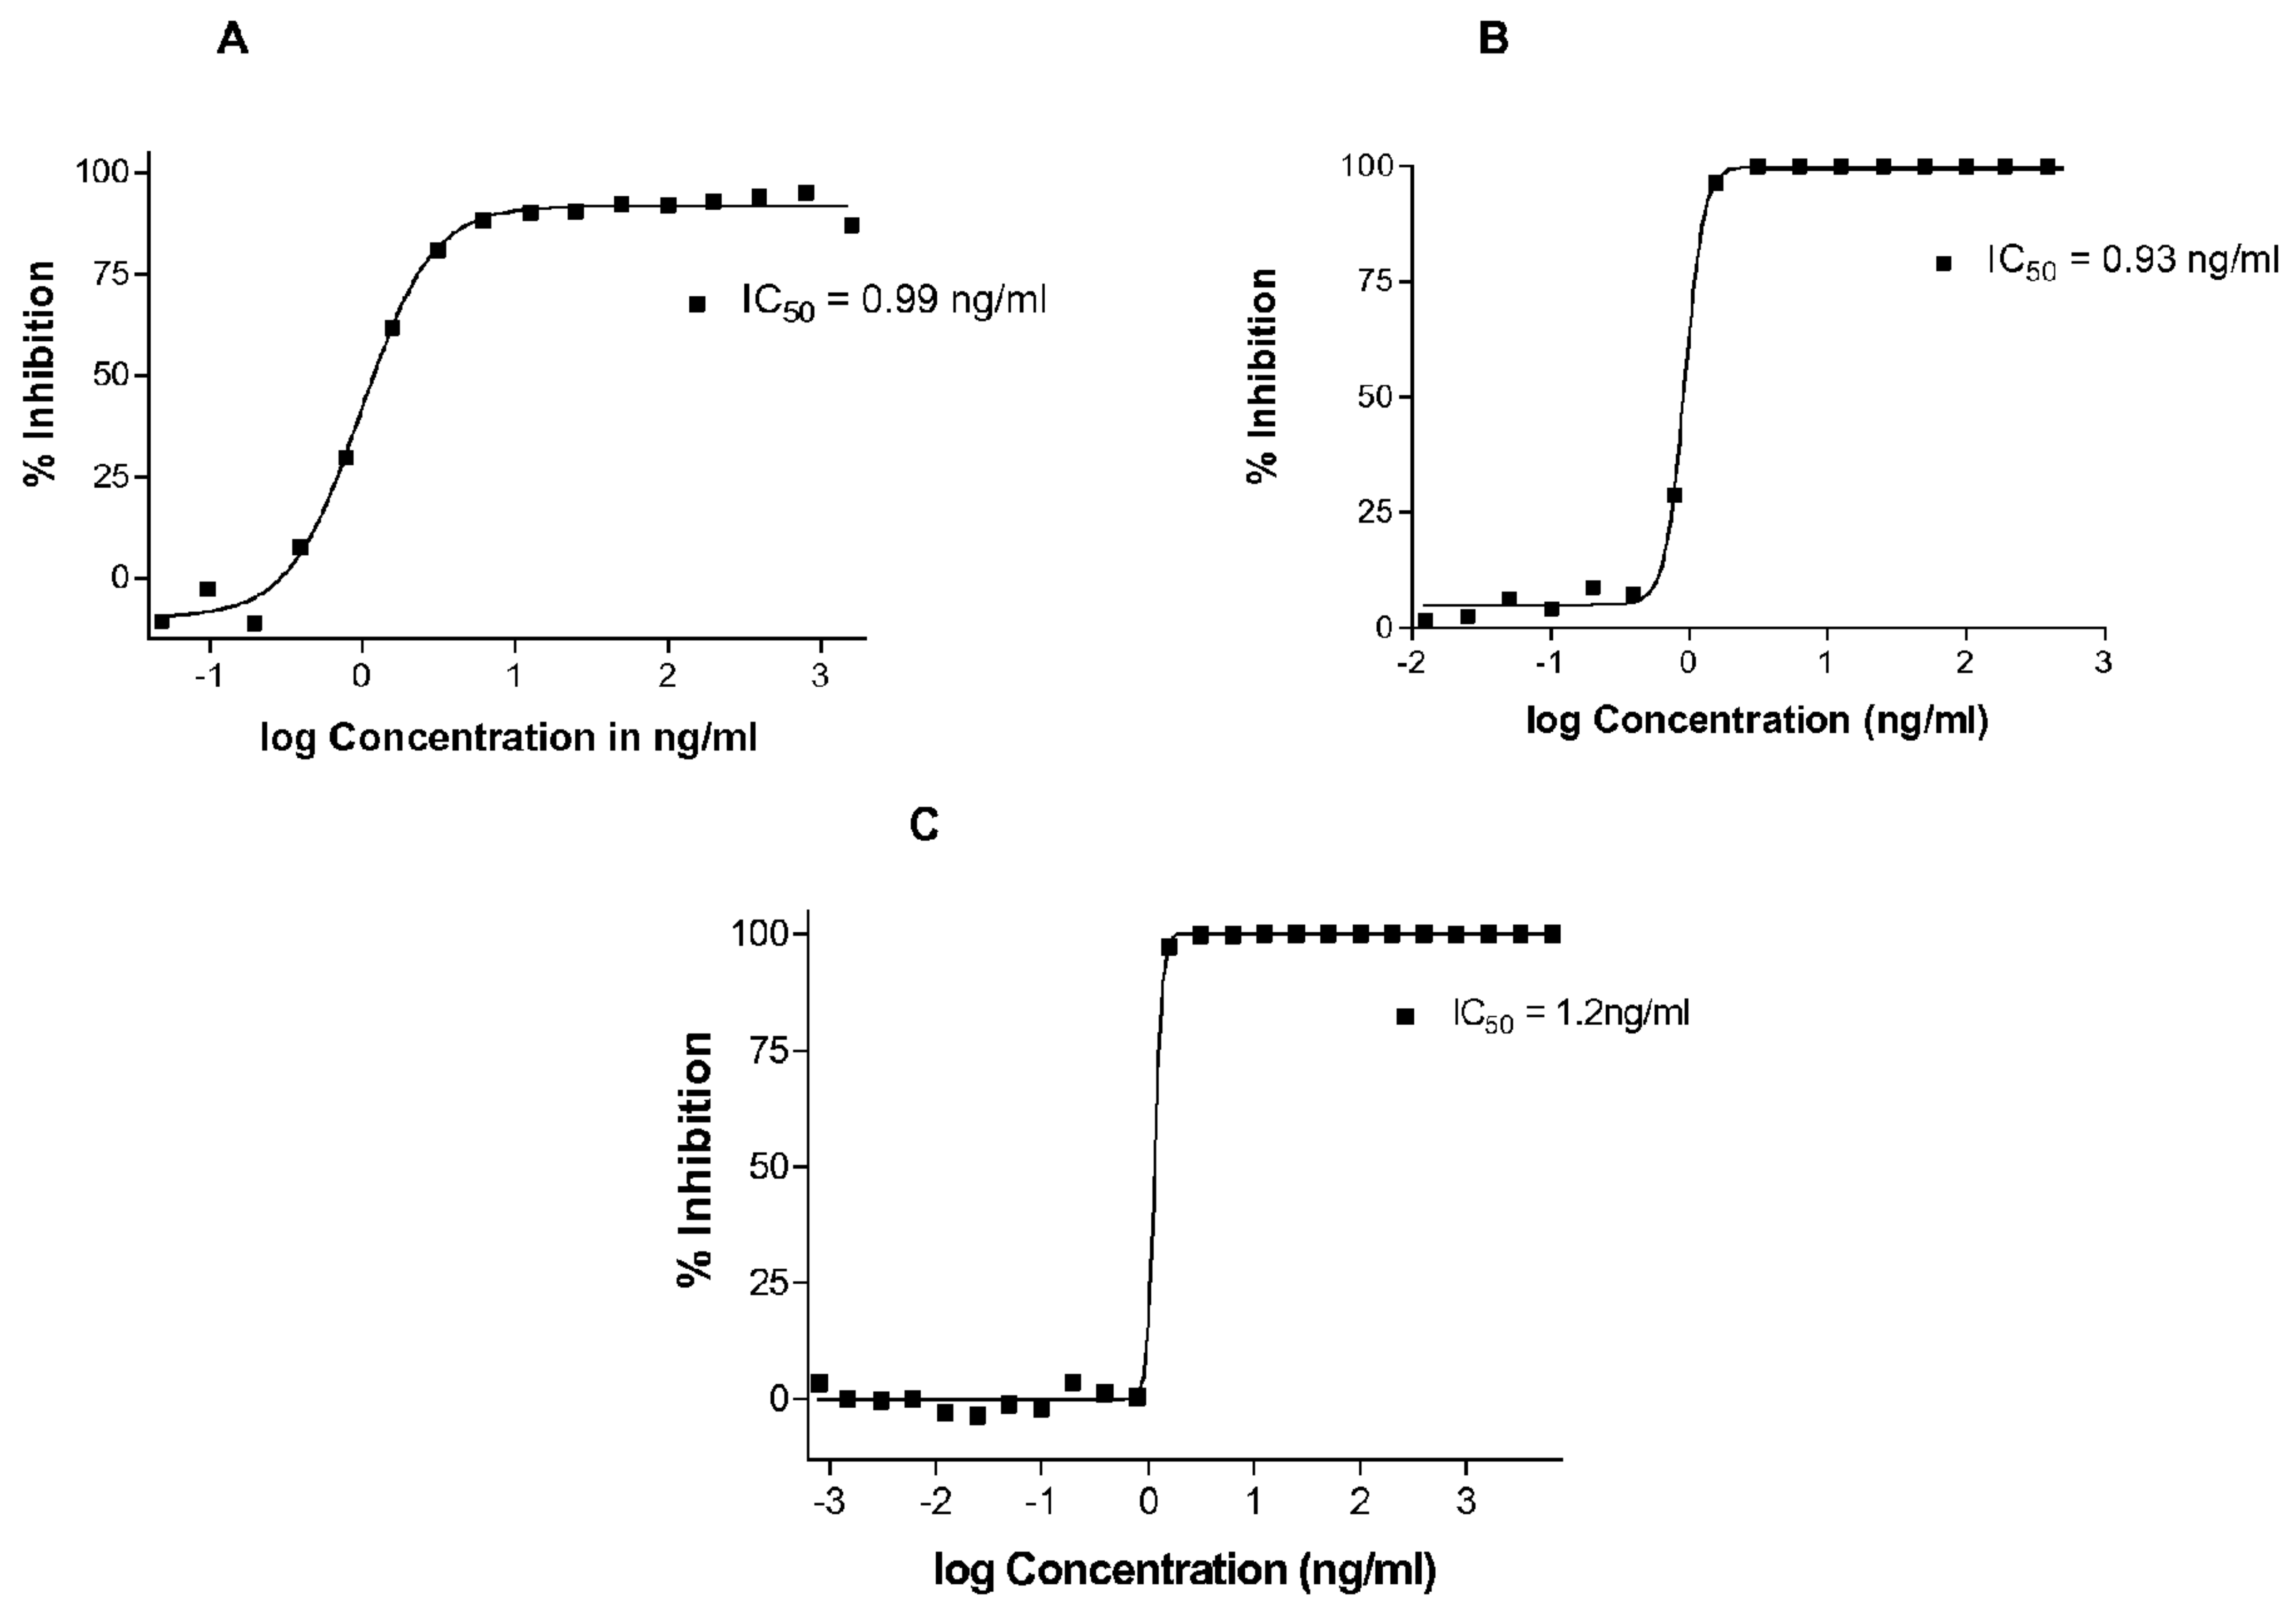 A
100
75
50
25
0
% Inhibition
IC50 = 0.99 ng/ml
-1 0 1 2 3
log Concentration in ng/ml
B
100
75
50
25
0
% Inhibition
IC50 = 0.93 ng/ml
-2 -1 0 1 2 3
log Concentration (ng/ml)
C
100
75
50
25
0
% Inhibition
IC50 = 1.2ng/ml
-3 -2 -1 0 1 2 3
log Concentration (ng/ml)